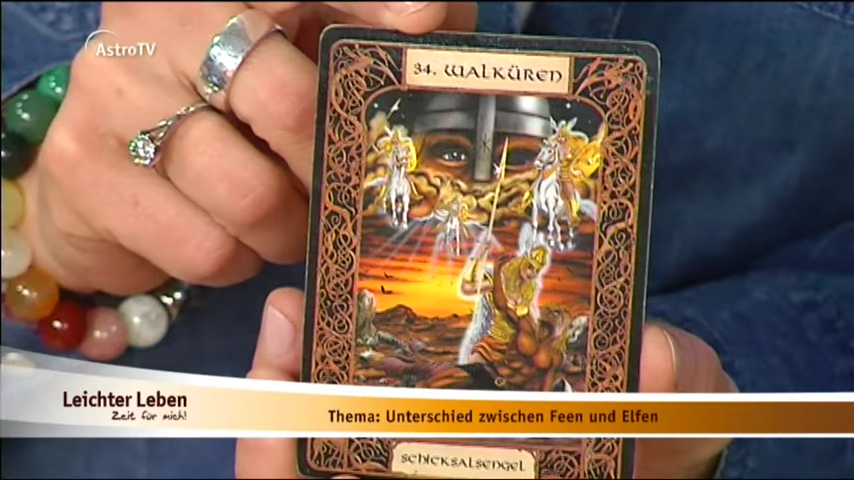 AstroTV
34. WALKÜREN
Leichter Leben
Zeit für mich!
Thema: Unterschied zwischen Feen und Elfen
SCHICKSALSENGEL